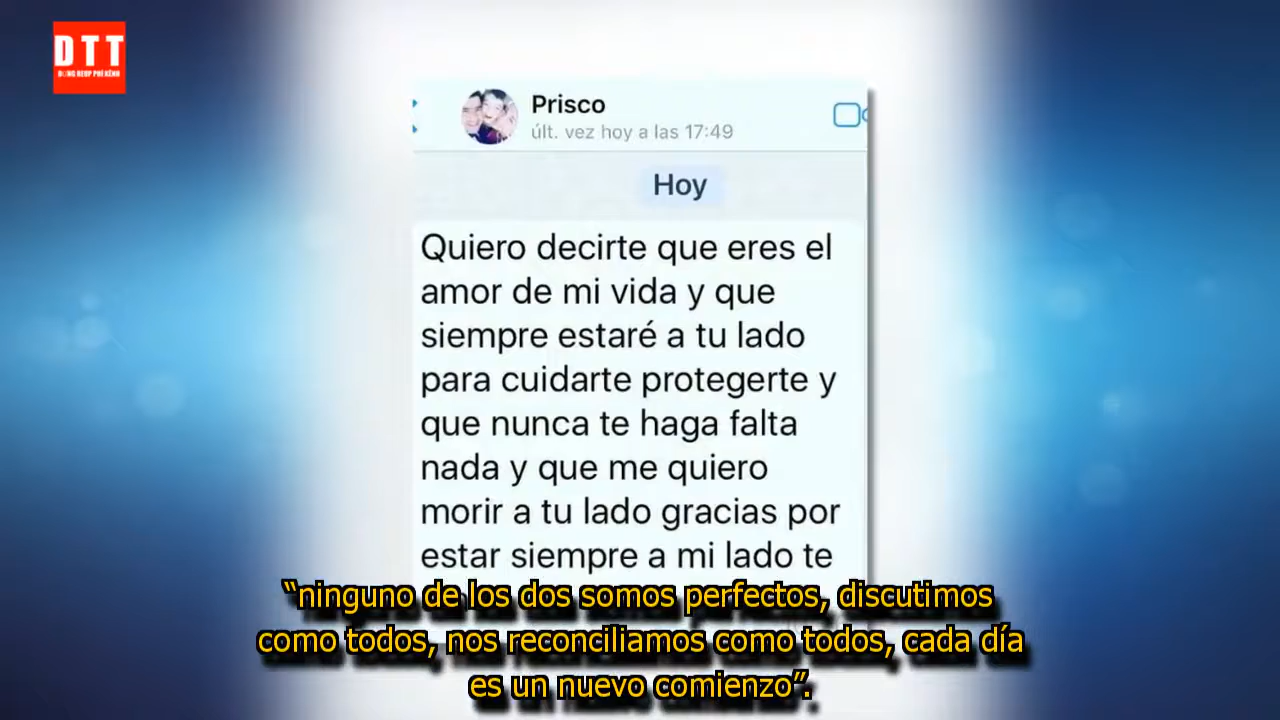 DTT
Prisco
últ. vez hoy a las 17:49
Hoy
Quiero decirte que eres el
amor de mi vida y que
siempre estaré a tu lado
para cuidarte protegerte y
que nunca te haga falta
nada y que me quiero
morir a tu lado gracias por
estar siempre a mi lado te
“ninguno de los dos somos perfectos, discutimos
como todos, nos reconciliamos como todos, cada día
es un nuevo comienzo”.